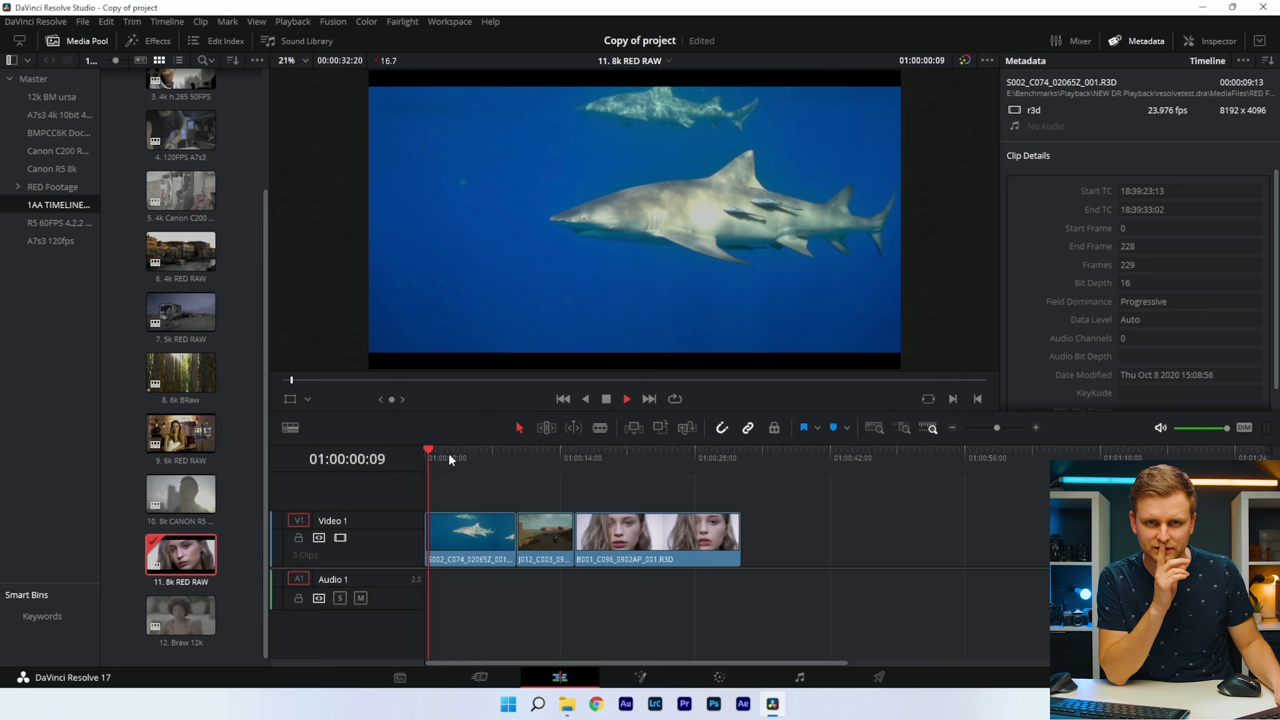 DaVinci Resolve Studio - Copy of project
DaVinci Resolve File Edit Trim Timeline Clip Mark View Playback Fusion Color Fairlight Workspace Help
Media Pool Effects Edit Index Sound Library
Copy of project Edited
Mixer Metadata Inspector
1...
21% 00:00:32:20 16.7
11. 8k RED RAW
01:00:00:09
Metadata
Timeline
Master
12k BM ursa
A7s3 4k 10bit 4...
BMPCC6K Doc...
Canon C200 R...
Canon R5 8k
RED Footage
1AA TIMELINE...
R5 60FPS 4.2.2 ...
A7s3 120fps
Smart Bins
Keywords
3. 4k h.265 50FPS
4. 120FPS A7s3
5. 4k Canon C200 ...
6. 4k RED RAW
7. 5k RED RAW
8. 6k BRaw
9. 6k RED RAW
10. 8k CANON R5 ...
11. 8k RED RAW
12. Braw 12k
S002_C074_02065Z_001.R3D 00:00:09:13
E:\Benchmarks\Playback\NEW DR Playback\resolvetest.dra\MediaFiles\RED F...
r3d 23.976 fps 8192 x 4096
No Audio
Clip Details
Start TC 18:39:23:13
End TC 18:39:33:02
Start Frame 0
End Frame 228
Frames 229
Bit Depth 16
Field Dominance Progressive
Data Level Auto
Audio Channels 0
Audio Bit Depth
Date Modified Thu Oct 8 2020 15:08:56
KeyKode
DIM
01:00:00:09
01:00:14:00 01:00:28:00 01:00:42:00 01:00:56:00 01:01:10:00 01:01:24
V1 Video 1
3 Clips
S002_C074_02065Z_001... J012_C003_09... B001_C096_0902AP_001.R3D
A1 Audio 1 2.0
S M
DaVinci Resolve 17
Au Lrc Pr Ps Ae